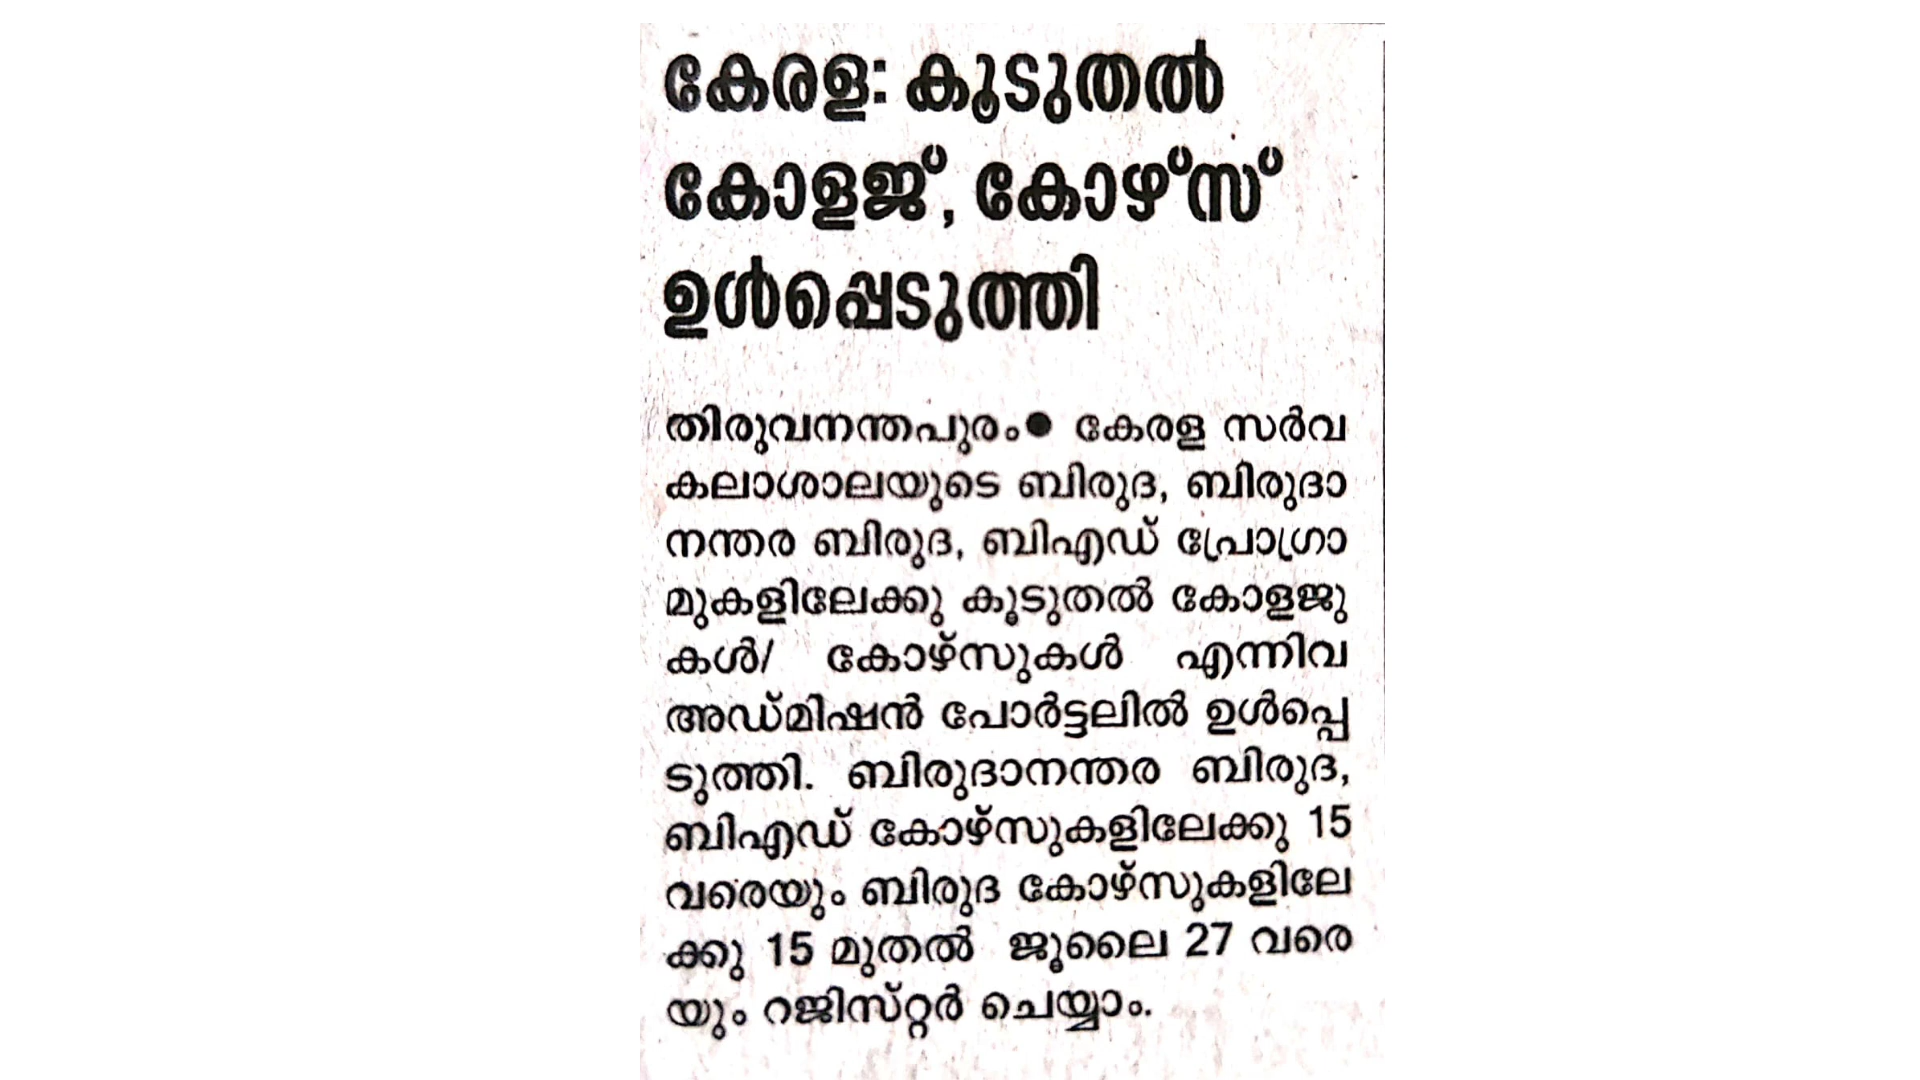 കേരള: കൂടുതൽ
കോളജ്, കോഴ്സ്
ഉൾപ്പെടുത്തി
തിരുവനന്തപുരം● കേരള സർവ
കലാശാലയുടെ ബിരുദ, ബിരുദാ
നന്തര ബിരുദ, ബിഎഡ് പ്രോഗ്രാ
മുകളിലേക്കു കൂടുതൽ കോളജു
കൾ/ കോഴ്സുകൾ എന്നിവ
അഡ്മിഷൻ പോർട്ടലിൽ ഉൾപ്പെ
ടുത്തി. ബിരുദാനന്തര ബിരുദ,
ബിഎഡ് കോഴ്സുകളിലേക്കു 15
വരെയും ബിരുദ കോഴ്സുകളിലേ
ക്കു 15 മുതൽ ജൂലൈ 27 വരെ
യും റജിസ്റ്റർ ചെയ്യാം.